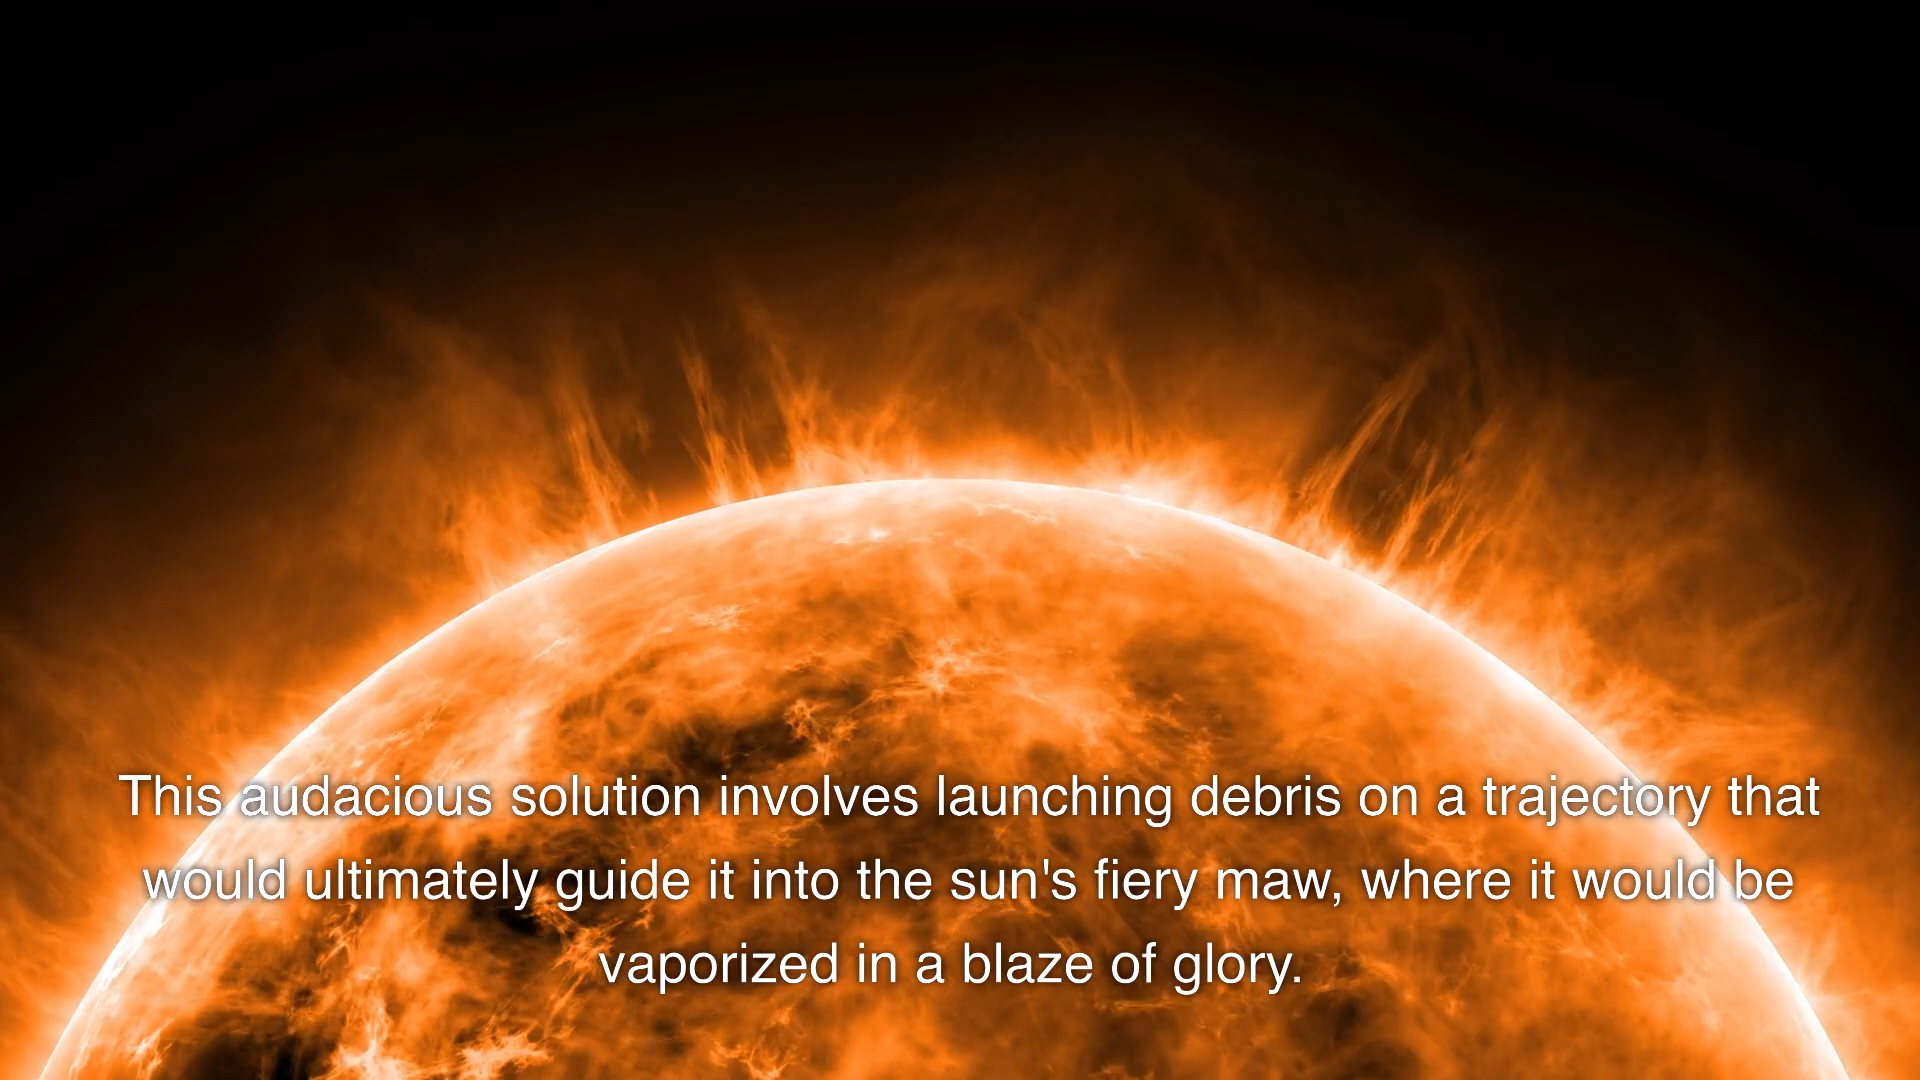 This audacious solution involves launching debris on a trajectory that
would ultimately guide it into the sun's fiery maw, where it would be
vaporized in a blaze of glory.